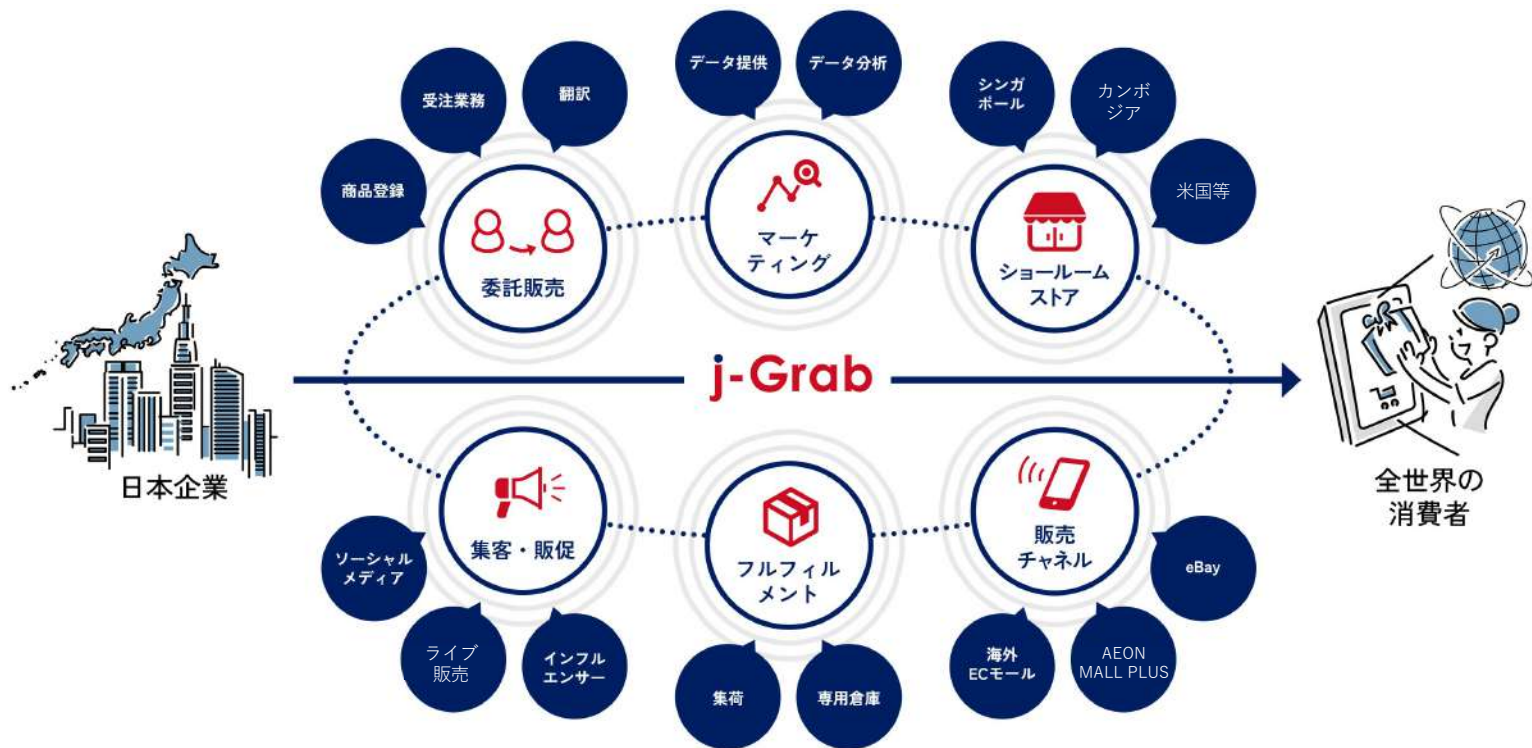 データ提供
データ分析
受注業務
翻訳
シンガ
ポール
カンボ
ジア
商品登録
米国等
委託販売
マーケ
ティング
ショールーム
ストア
j-Grab
日本企業
全世界の
消費者
集客・販促
フルフィル
メント
販売
チャネル
ソーシャル
メディア
eBay
ライブ
販売
インフル
エンサー
集荷
専用倉庫
海外
ECモール
AEON
MALL PLUS